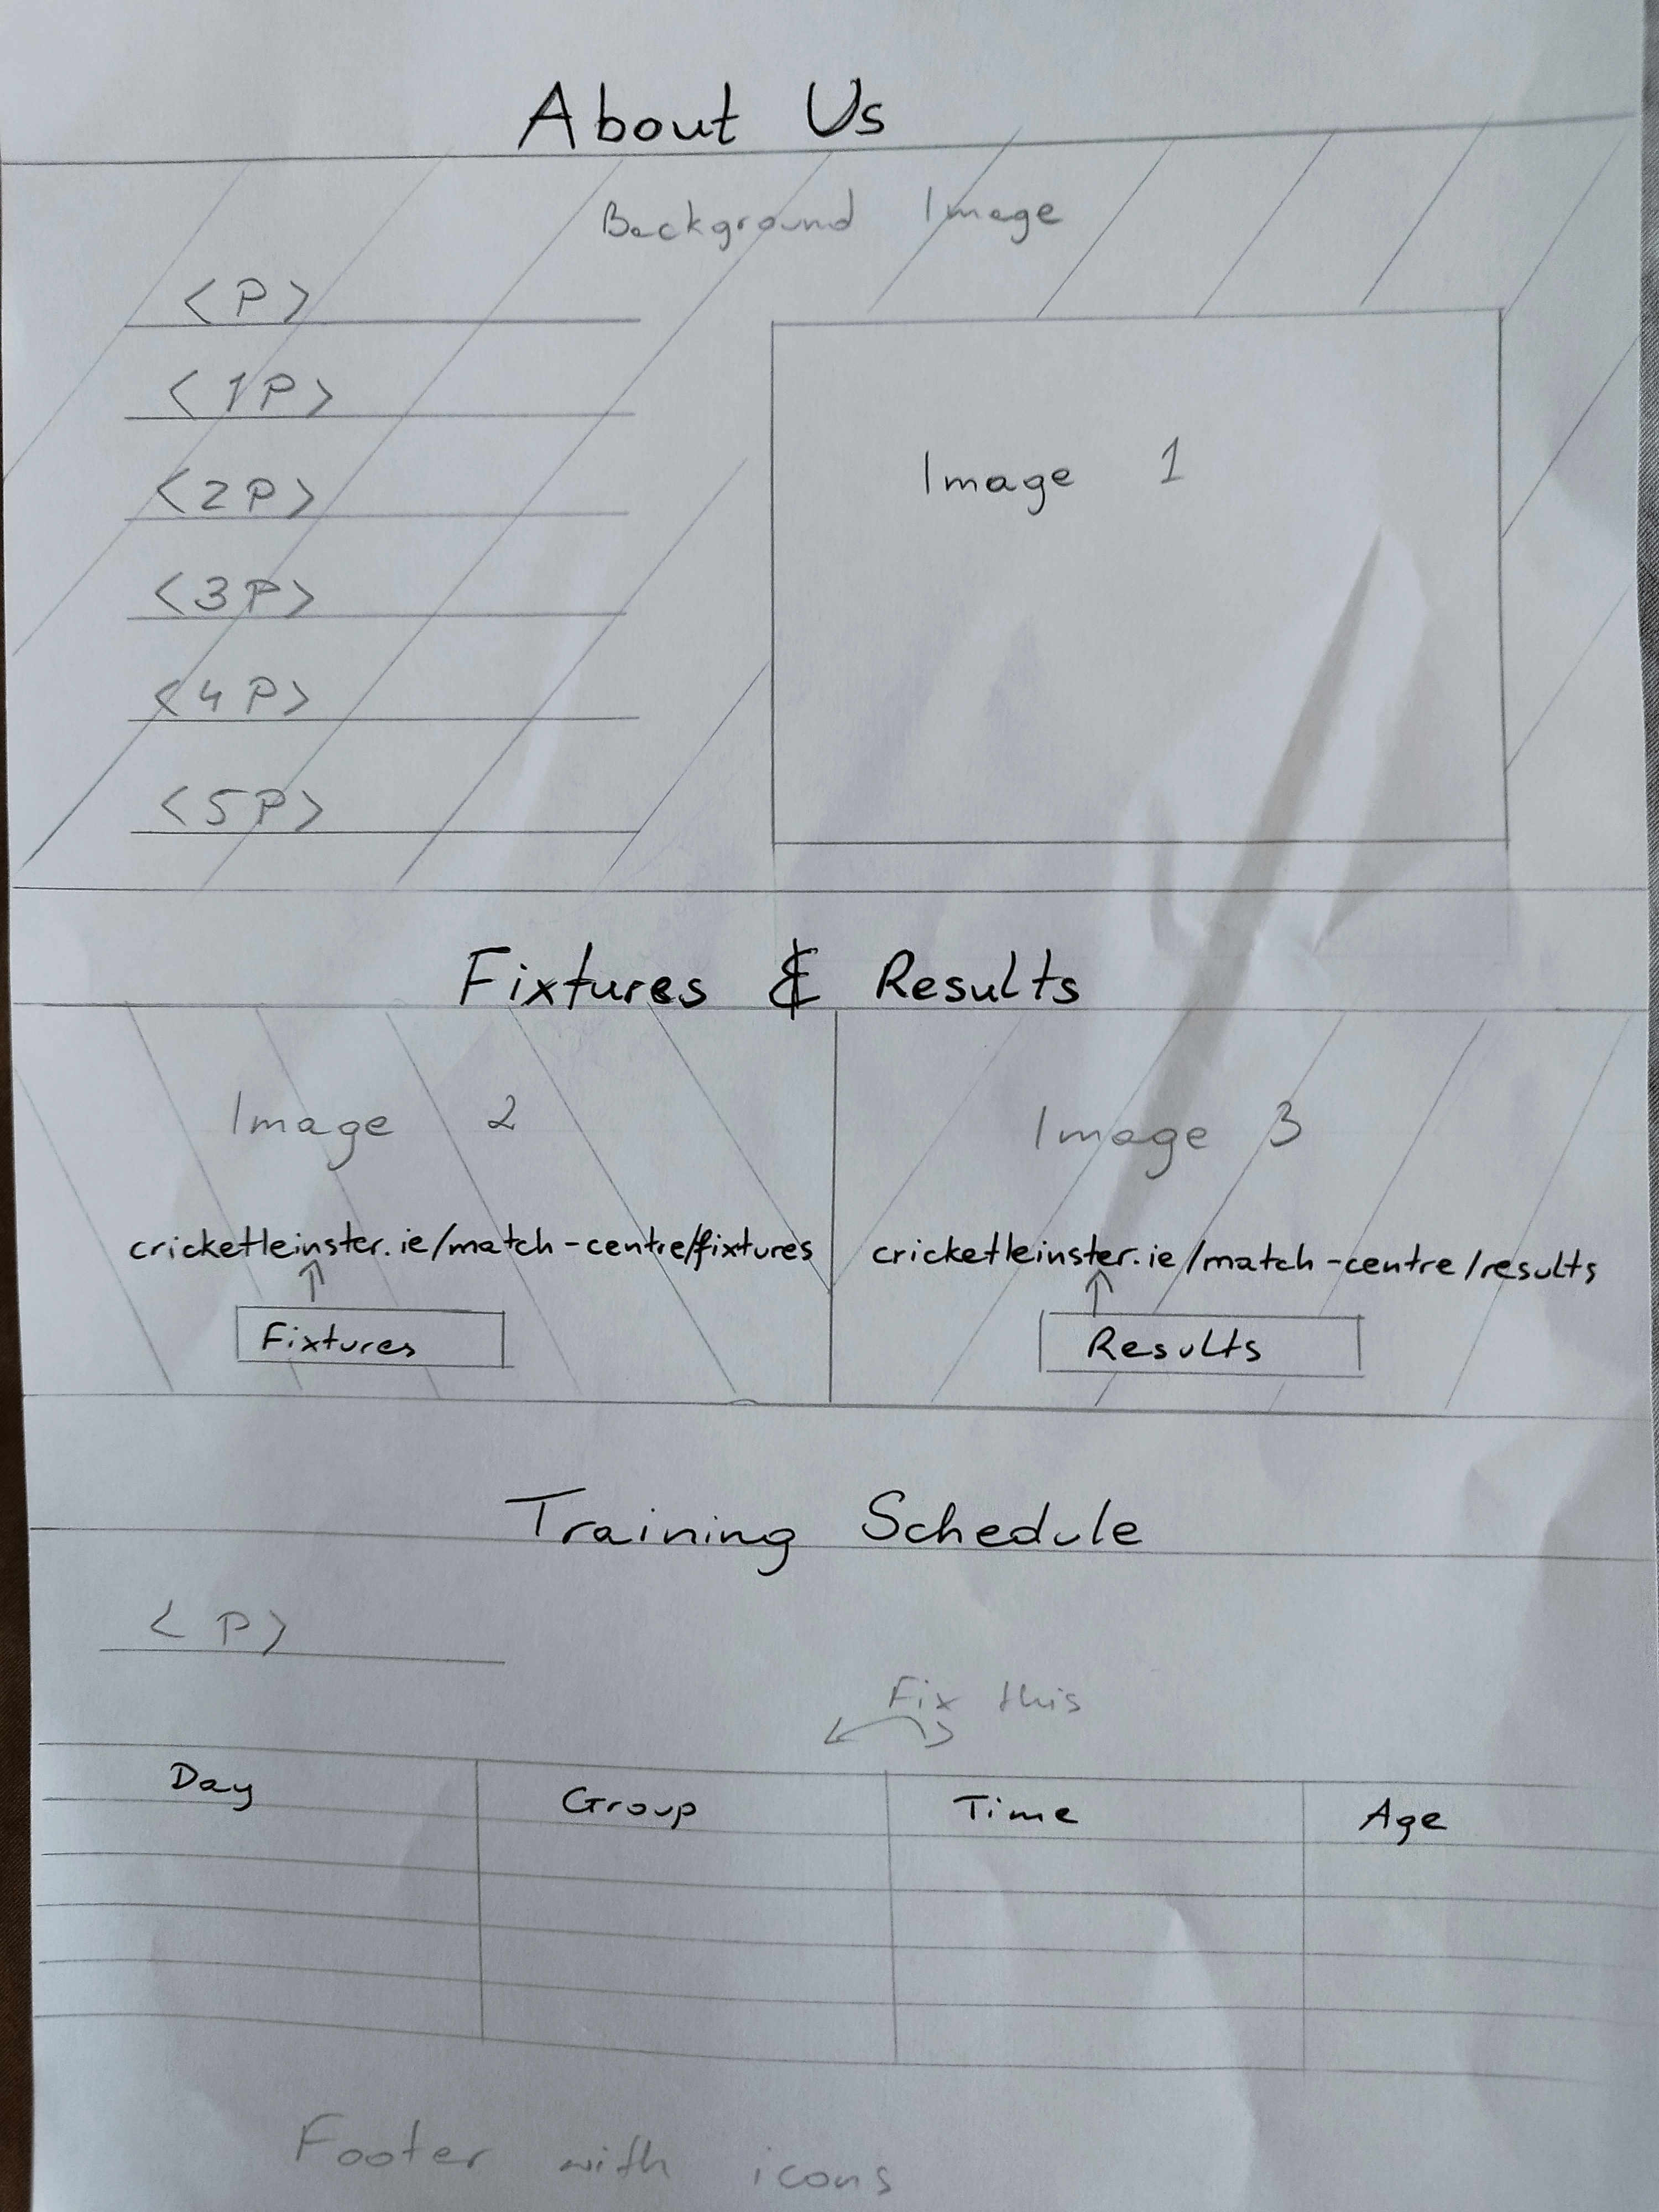 About Us
Background Image
<P>
<1P>
<2P>
<3P>
<4P>
<5P>
Image 1
Fixtures & Results
Image 2
cricketleinster.ie/match-centre/fixtures
Fixtures
Image 3
cricketleinster.ie/match-centre/results
Results
Training Schedule
<P>
Fix this
Day Group Time Age
Footer with icons